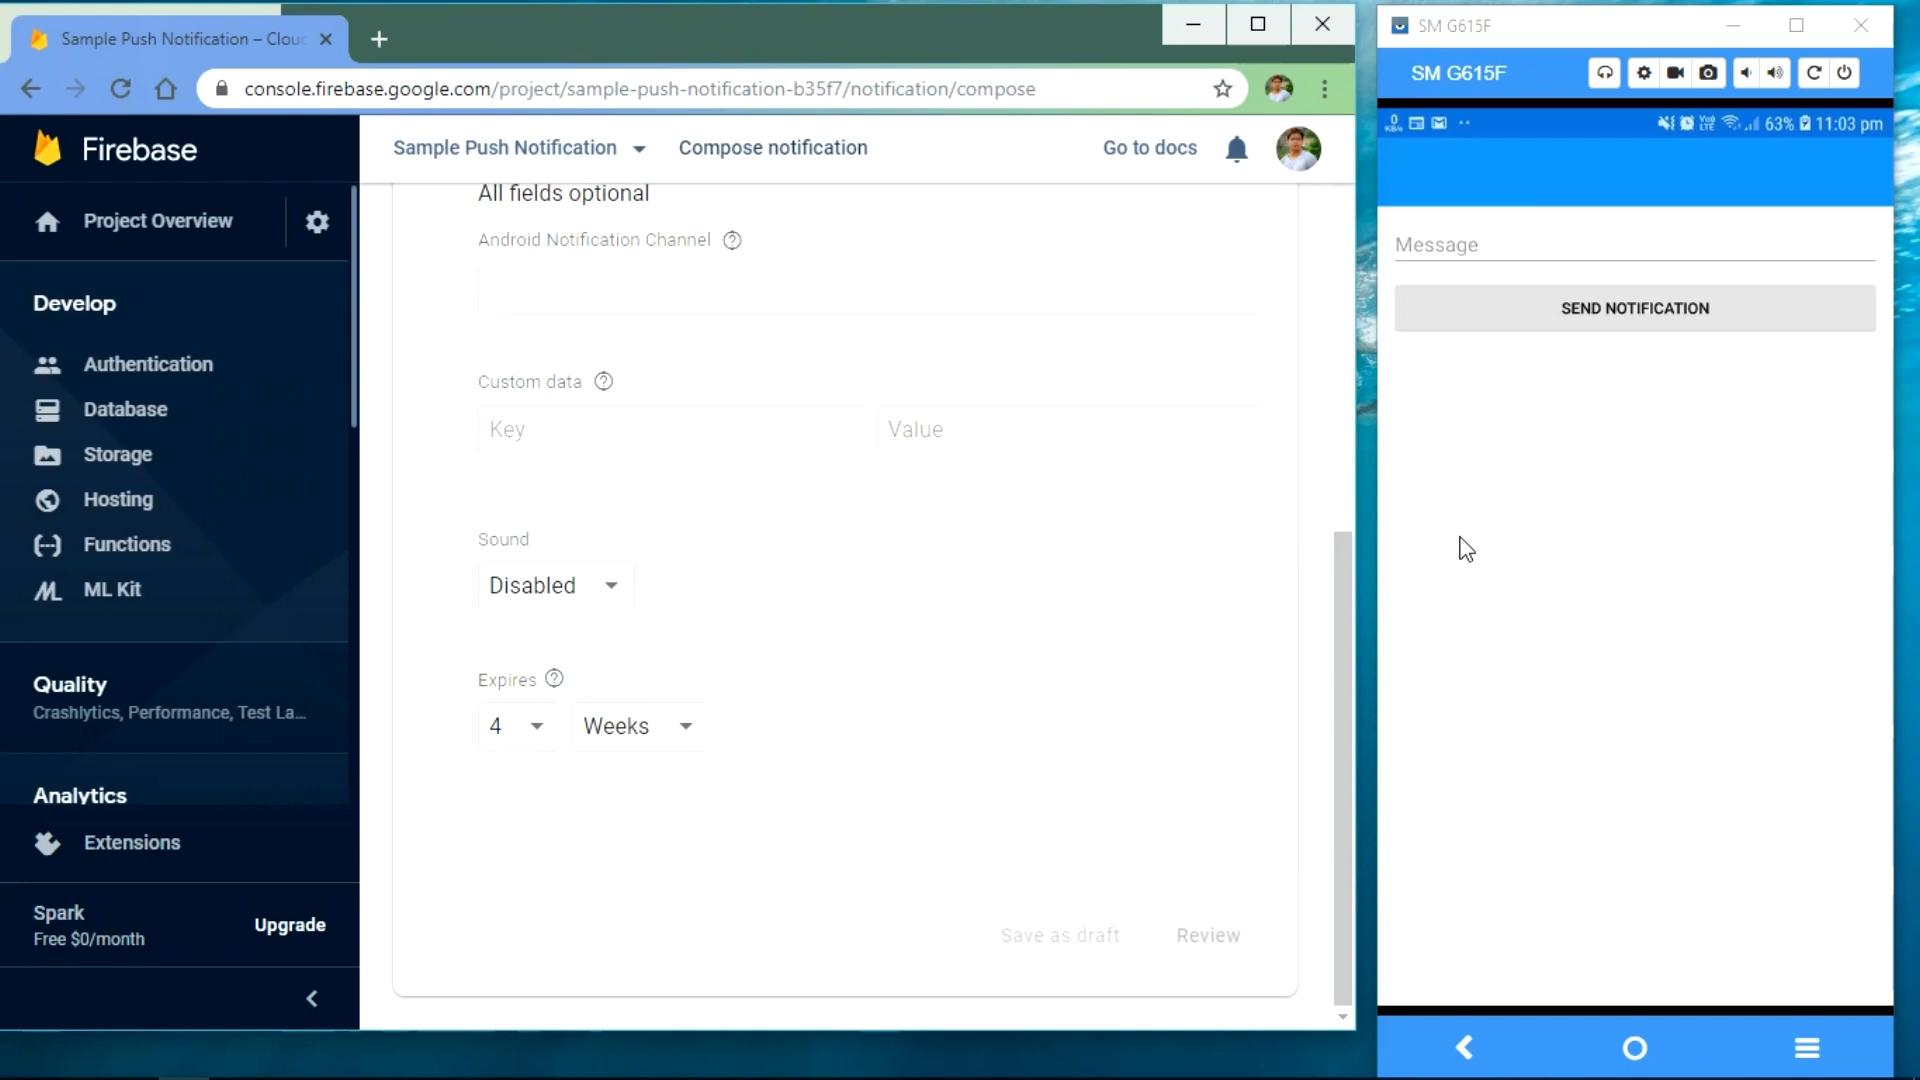 Sample Push Notification – Clou
console.firebase.google.com/project/sample-push-notification-b35f7/notification/compose
Firebase
Project Overview
Develop
Authentication
Database
Storage
Hosting
Functions
ML Kit
Quality
Crashlytics, Performance, Test La...
Analytics
Extensions
Spark
Free $0/month
Upgrade
Sample Push Notification
Compose notification
Go to docs
All fields optional
Android Notification Channel
Custom data
Key
Value
Sound
Disabled
Expires
4
Weeks
Save as draft
Review
SM G615F
SM G615F
0
KB/s
63%
11:03 pm
Message
SEND NOTIFICATION